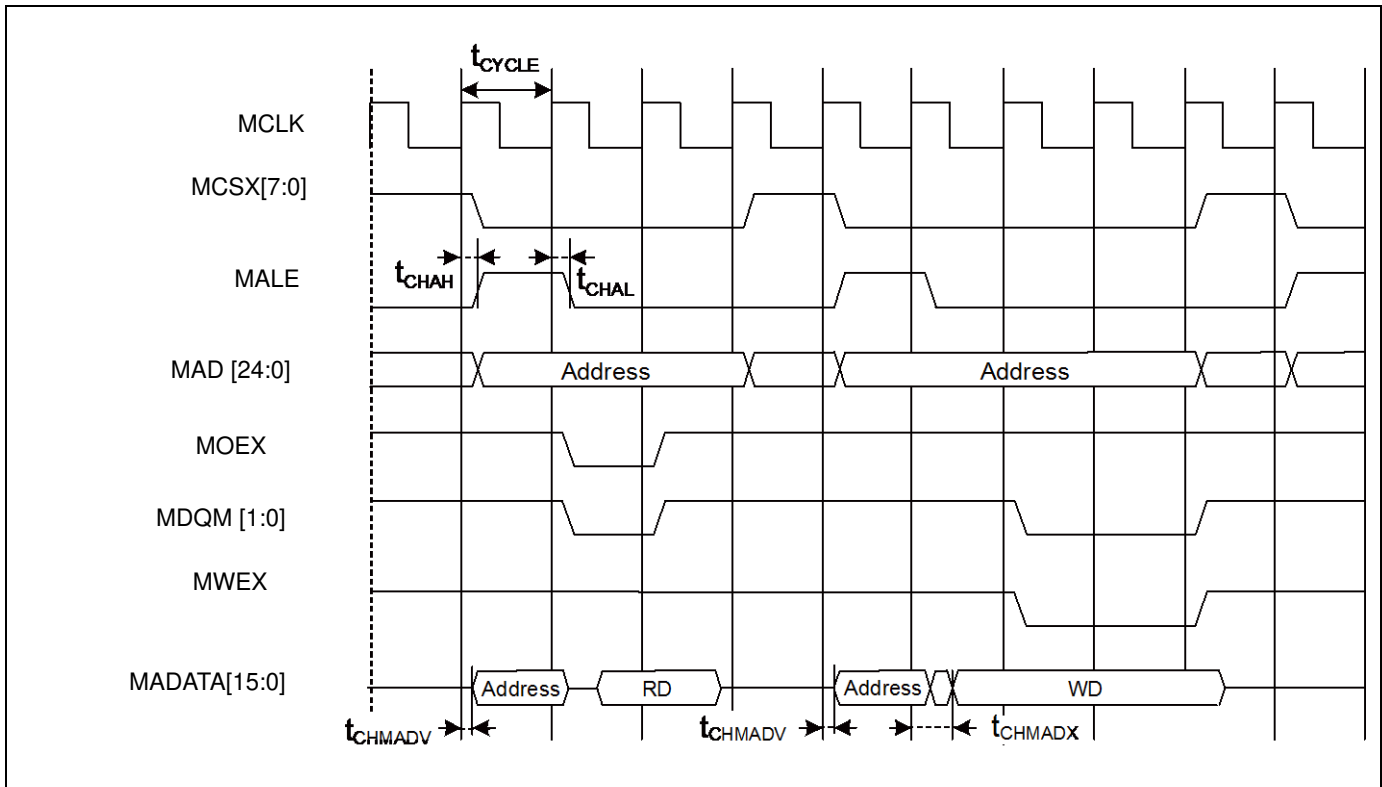 tCYCLE
MCLK
MCSX[7:0]
tCHAH
tCHAL
MALE
MAD [24:0]
Address Address
MOEX
MDQM [1:0]
MWEX
MADATA[15:0]
Address RD Address WD
tCHMADV tCHMADV tCHMADX